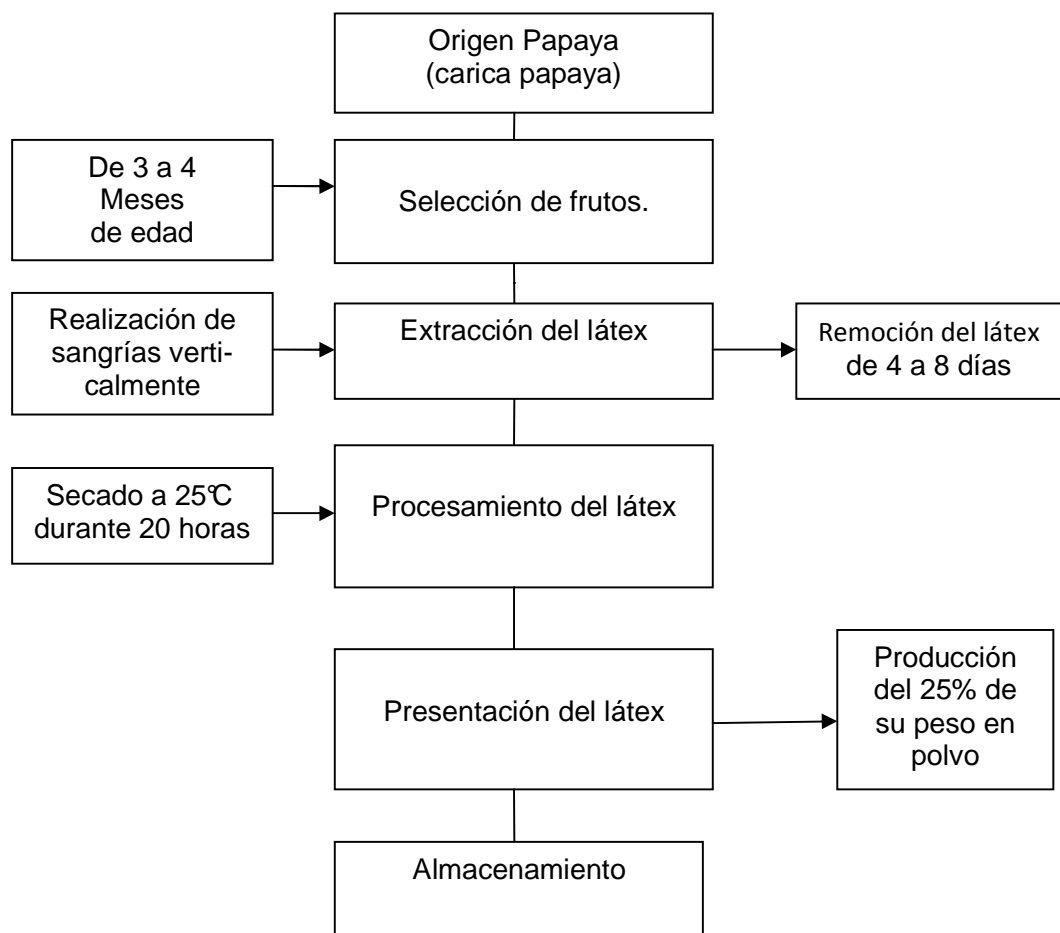 Origen Papaya
(carica papaya)
De 3 a 4
Meses
de edad
Selección de frutos.
Realización de
sangrías verti-
calmente
Extracción del látex
Remoción del látex
de 4 a 8 días
Secado a 25°C
durante 20 horas
Procesamiento del látex
Presentación del látex
Producción
del 25% de
su peso en
polvo
Almacenamiento